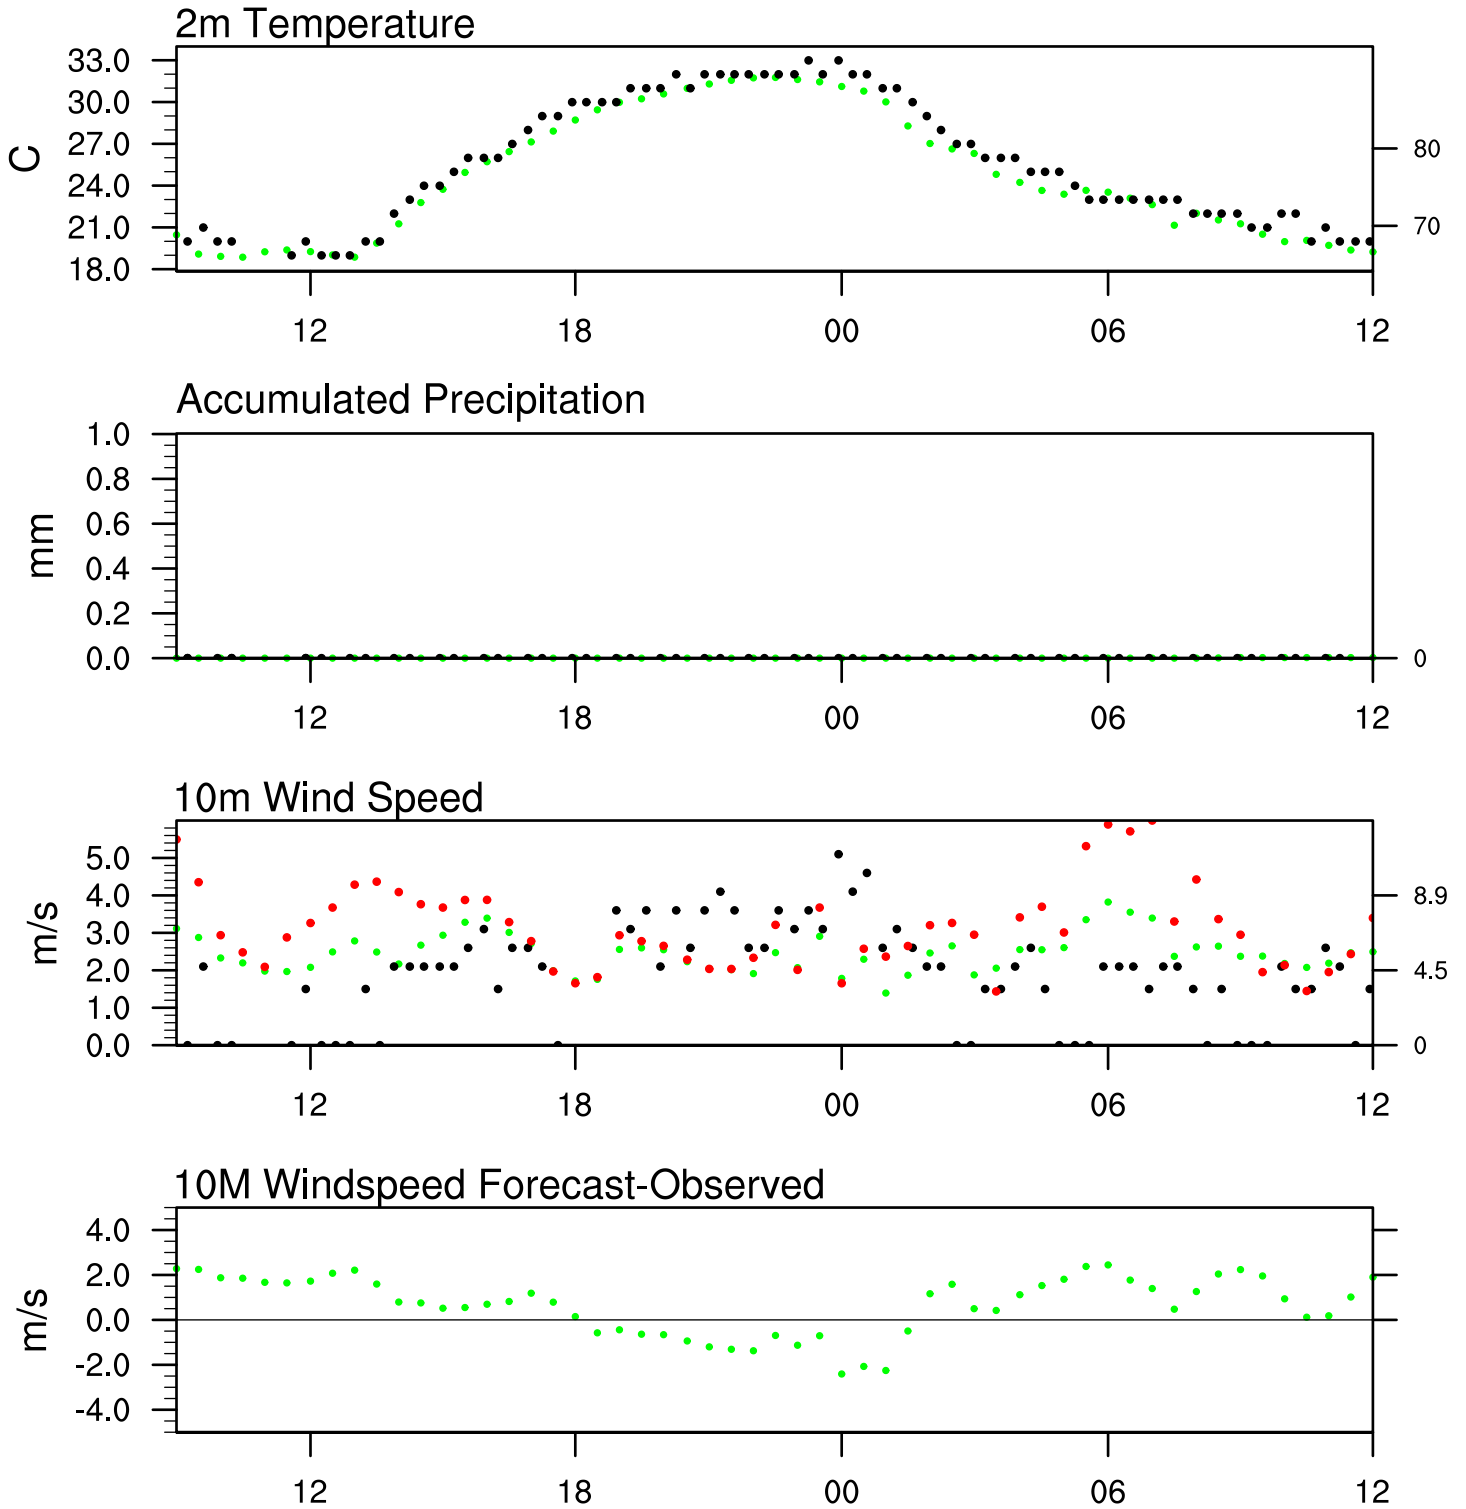 2m Temperature
33.0
30.0
27.0
24.0
21.0
18.0
C
80
70
12 18 00 06 12
Accumulated Precipitation
1.0
0.8
0.6
0.4
0.2
0.0
mm
0
12 18 00 06 12
10m Wind Speed
5.0
4.0
3.0
2.0
1.0
0.0
m/s
8.9
4.5
0
12 18 00 06 12
10M Windspeed Forecast-Observed
4.0
2.0
0.0
-2.0
-4.0
m/s
12 18 00 06 12